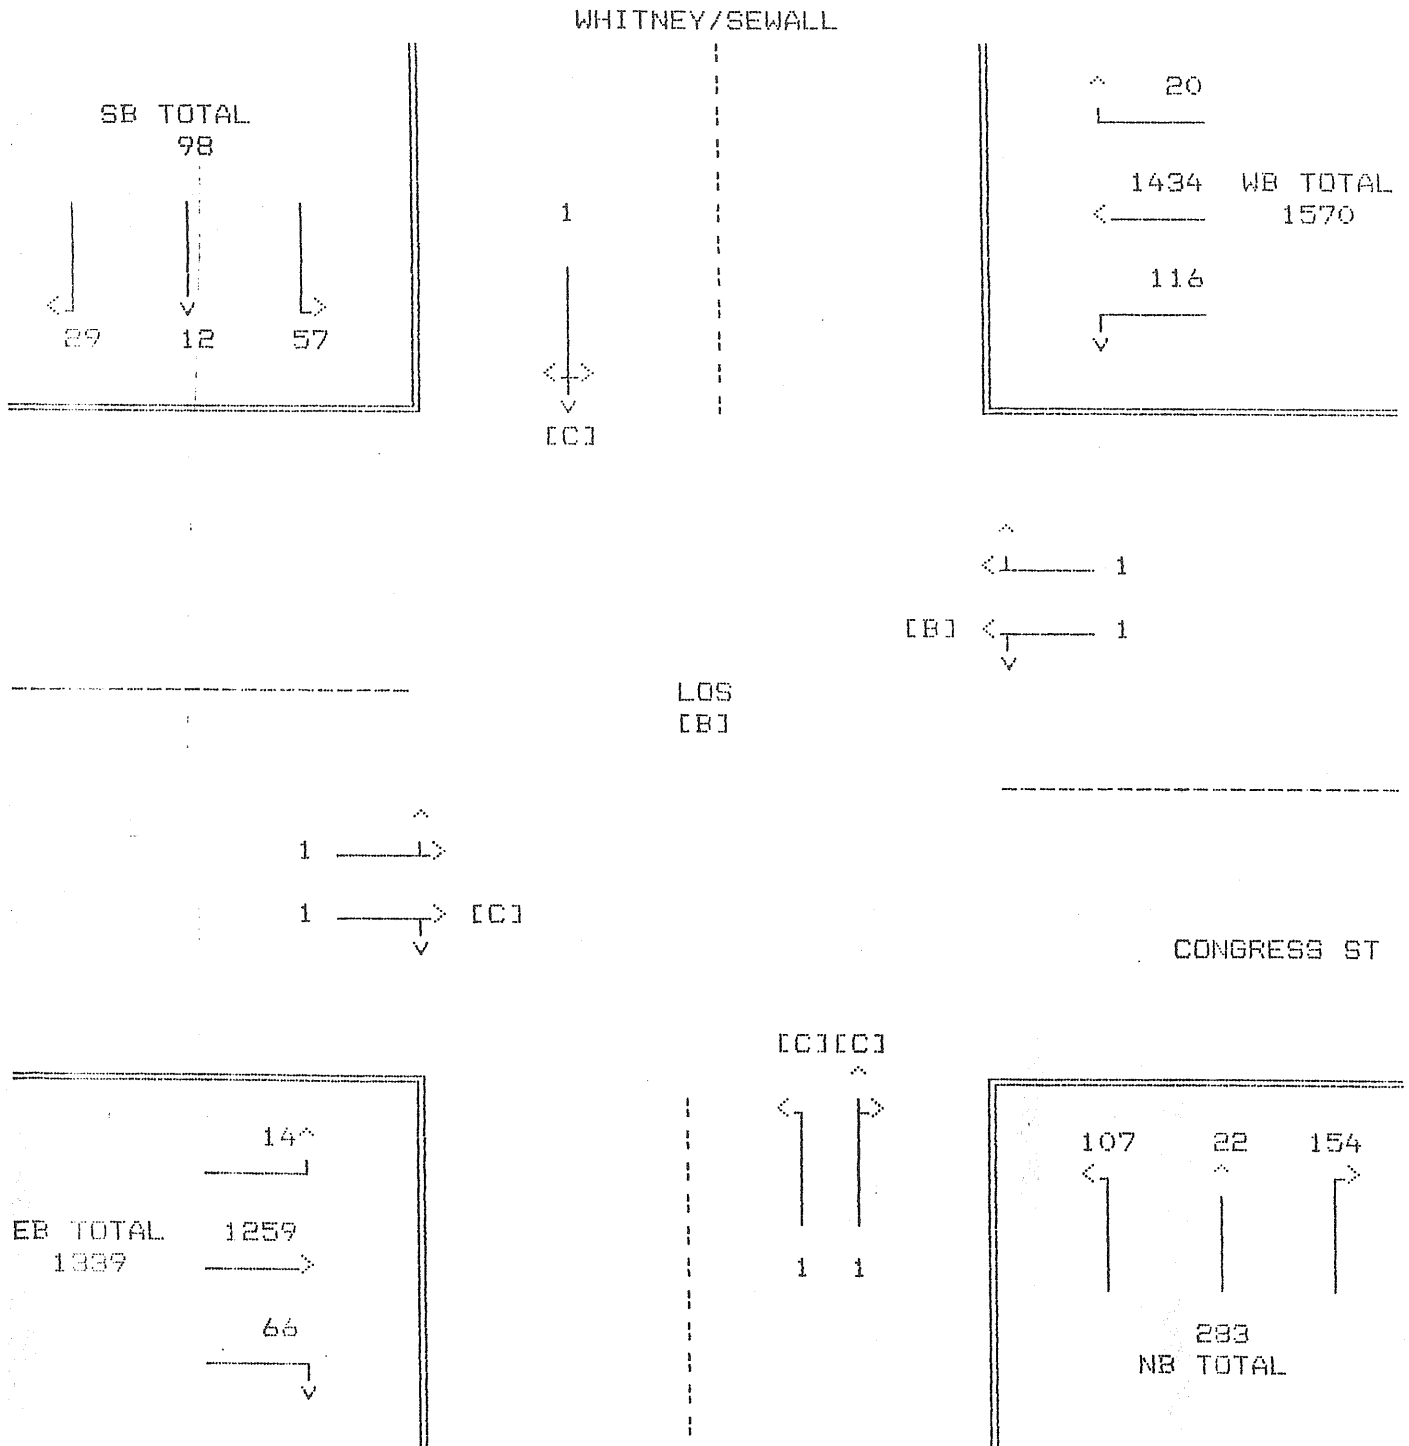 WHITNEY/SEWALL
SB TOTAL
98
29 12 57
1
[C]
20
1434 WB TOTAL
1570
116
1
[B] 1
LOS
[B]
1
1 [C]
CONGRESS ST
[C][C]
1 1
14
EB TOTAL 1259
1339
66
107 22 154
283
NB TOTAL